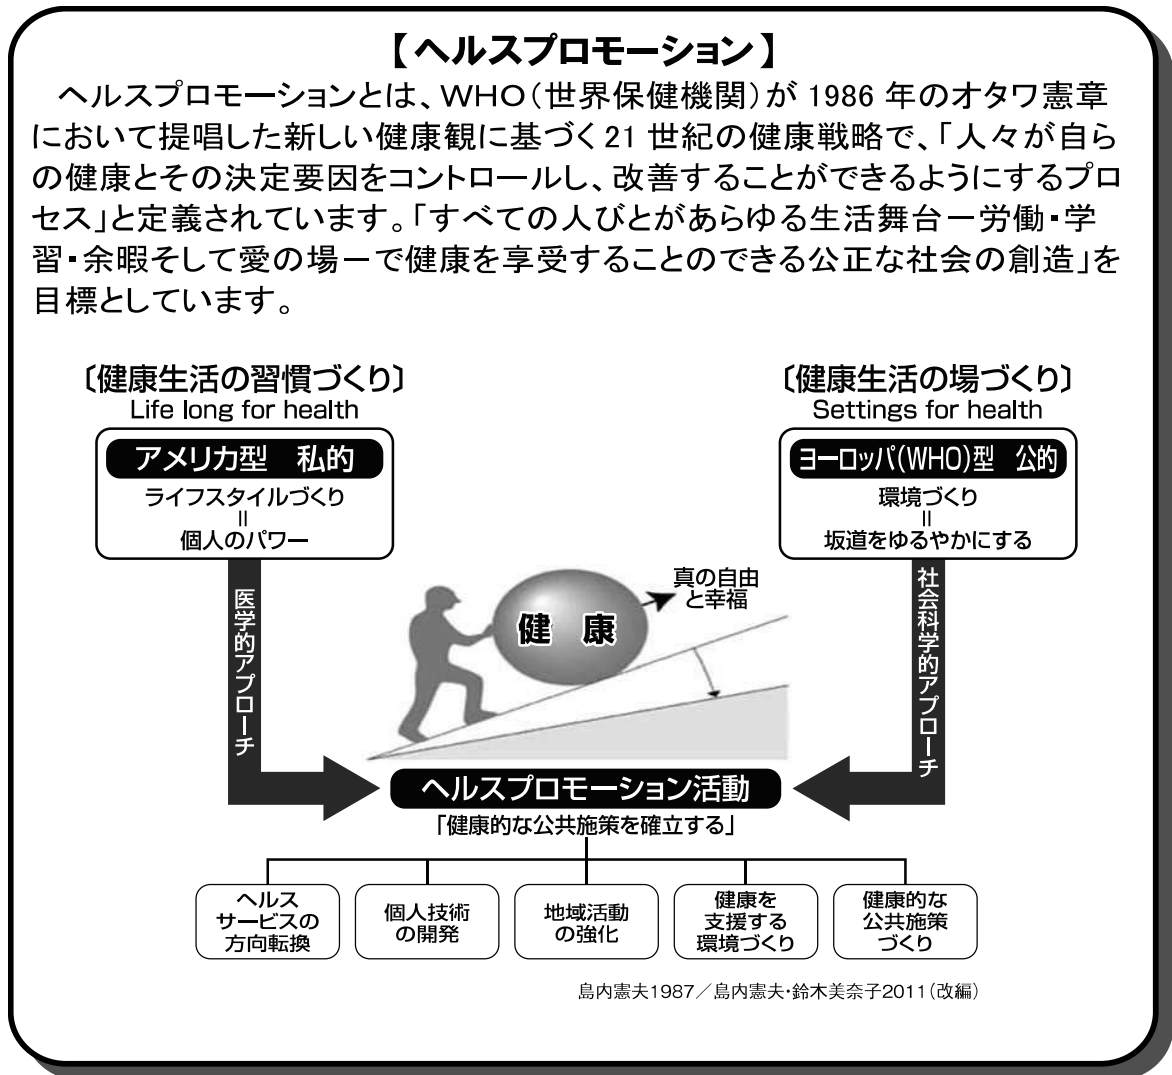 【ヘルスプロモーション】
ヘルスプロモーションとは、WHO(世界保健機関)が 1986 年のオタワ憲章
において提唱した新しい健康観に基づく21 世紀の健康戦略で、「人々が自ら
の健康とその決定要因をコントロールし、改善することができるようにするプロ
セス」と定義されています。「すべての人びとがあらゆる生活舞台－労働・学
習・余暇そして愛の場－で健康を享受することのできる公正な社会の創造」を
目標としています。
〔健康生活の習慣づくり〕
Life long for health
アメリカ型 私的
ライフスタイルづくり
＝
個人のパワー
医学的アプローチ
〔健康生活の場づくり〕
Settings for health
ヨーロッパ(WHO)型 公的
環境づくり
＝
坂道をゆるやかにする
社会科学的アプローチ
健 康
真の自由
と幸福
ヘルスプロモーション活動
「健康的な公共施策を確立する」
ヘルス
サービスの
方向転換
個人技術
の開発
地域活動
の強化
健康を
支援する
環境づくり
健康的な
公共施策
づくり
島内憲夫1987／島内憲夫・鈴木美奈子2011(改編)